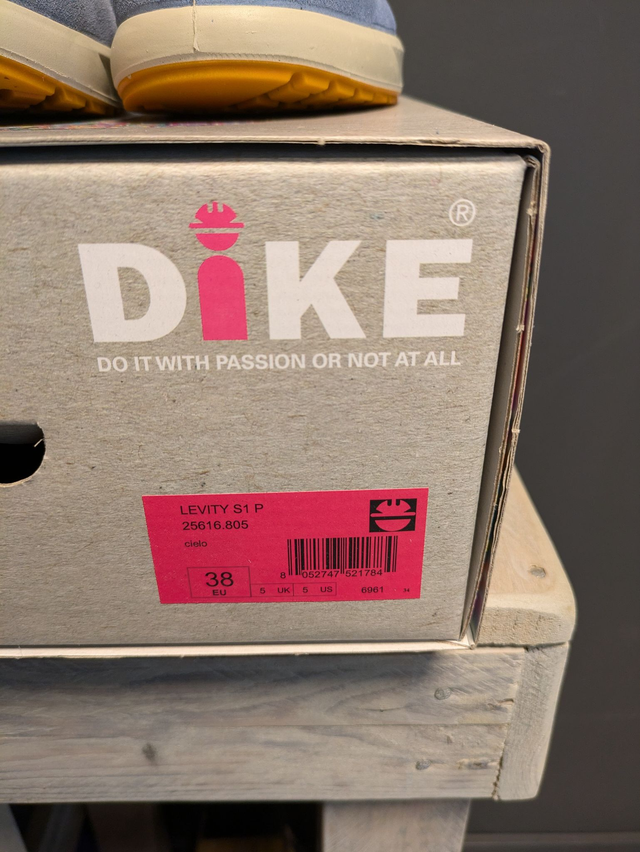 DiKE ®
DO IT WITH PASSION OR NOT AT ALL
LEVITY S1 P
25616.805
cielo
8 052747 521784
38
EU
5 UK 5 US
6961 H